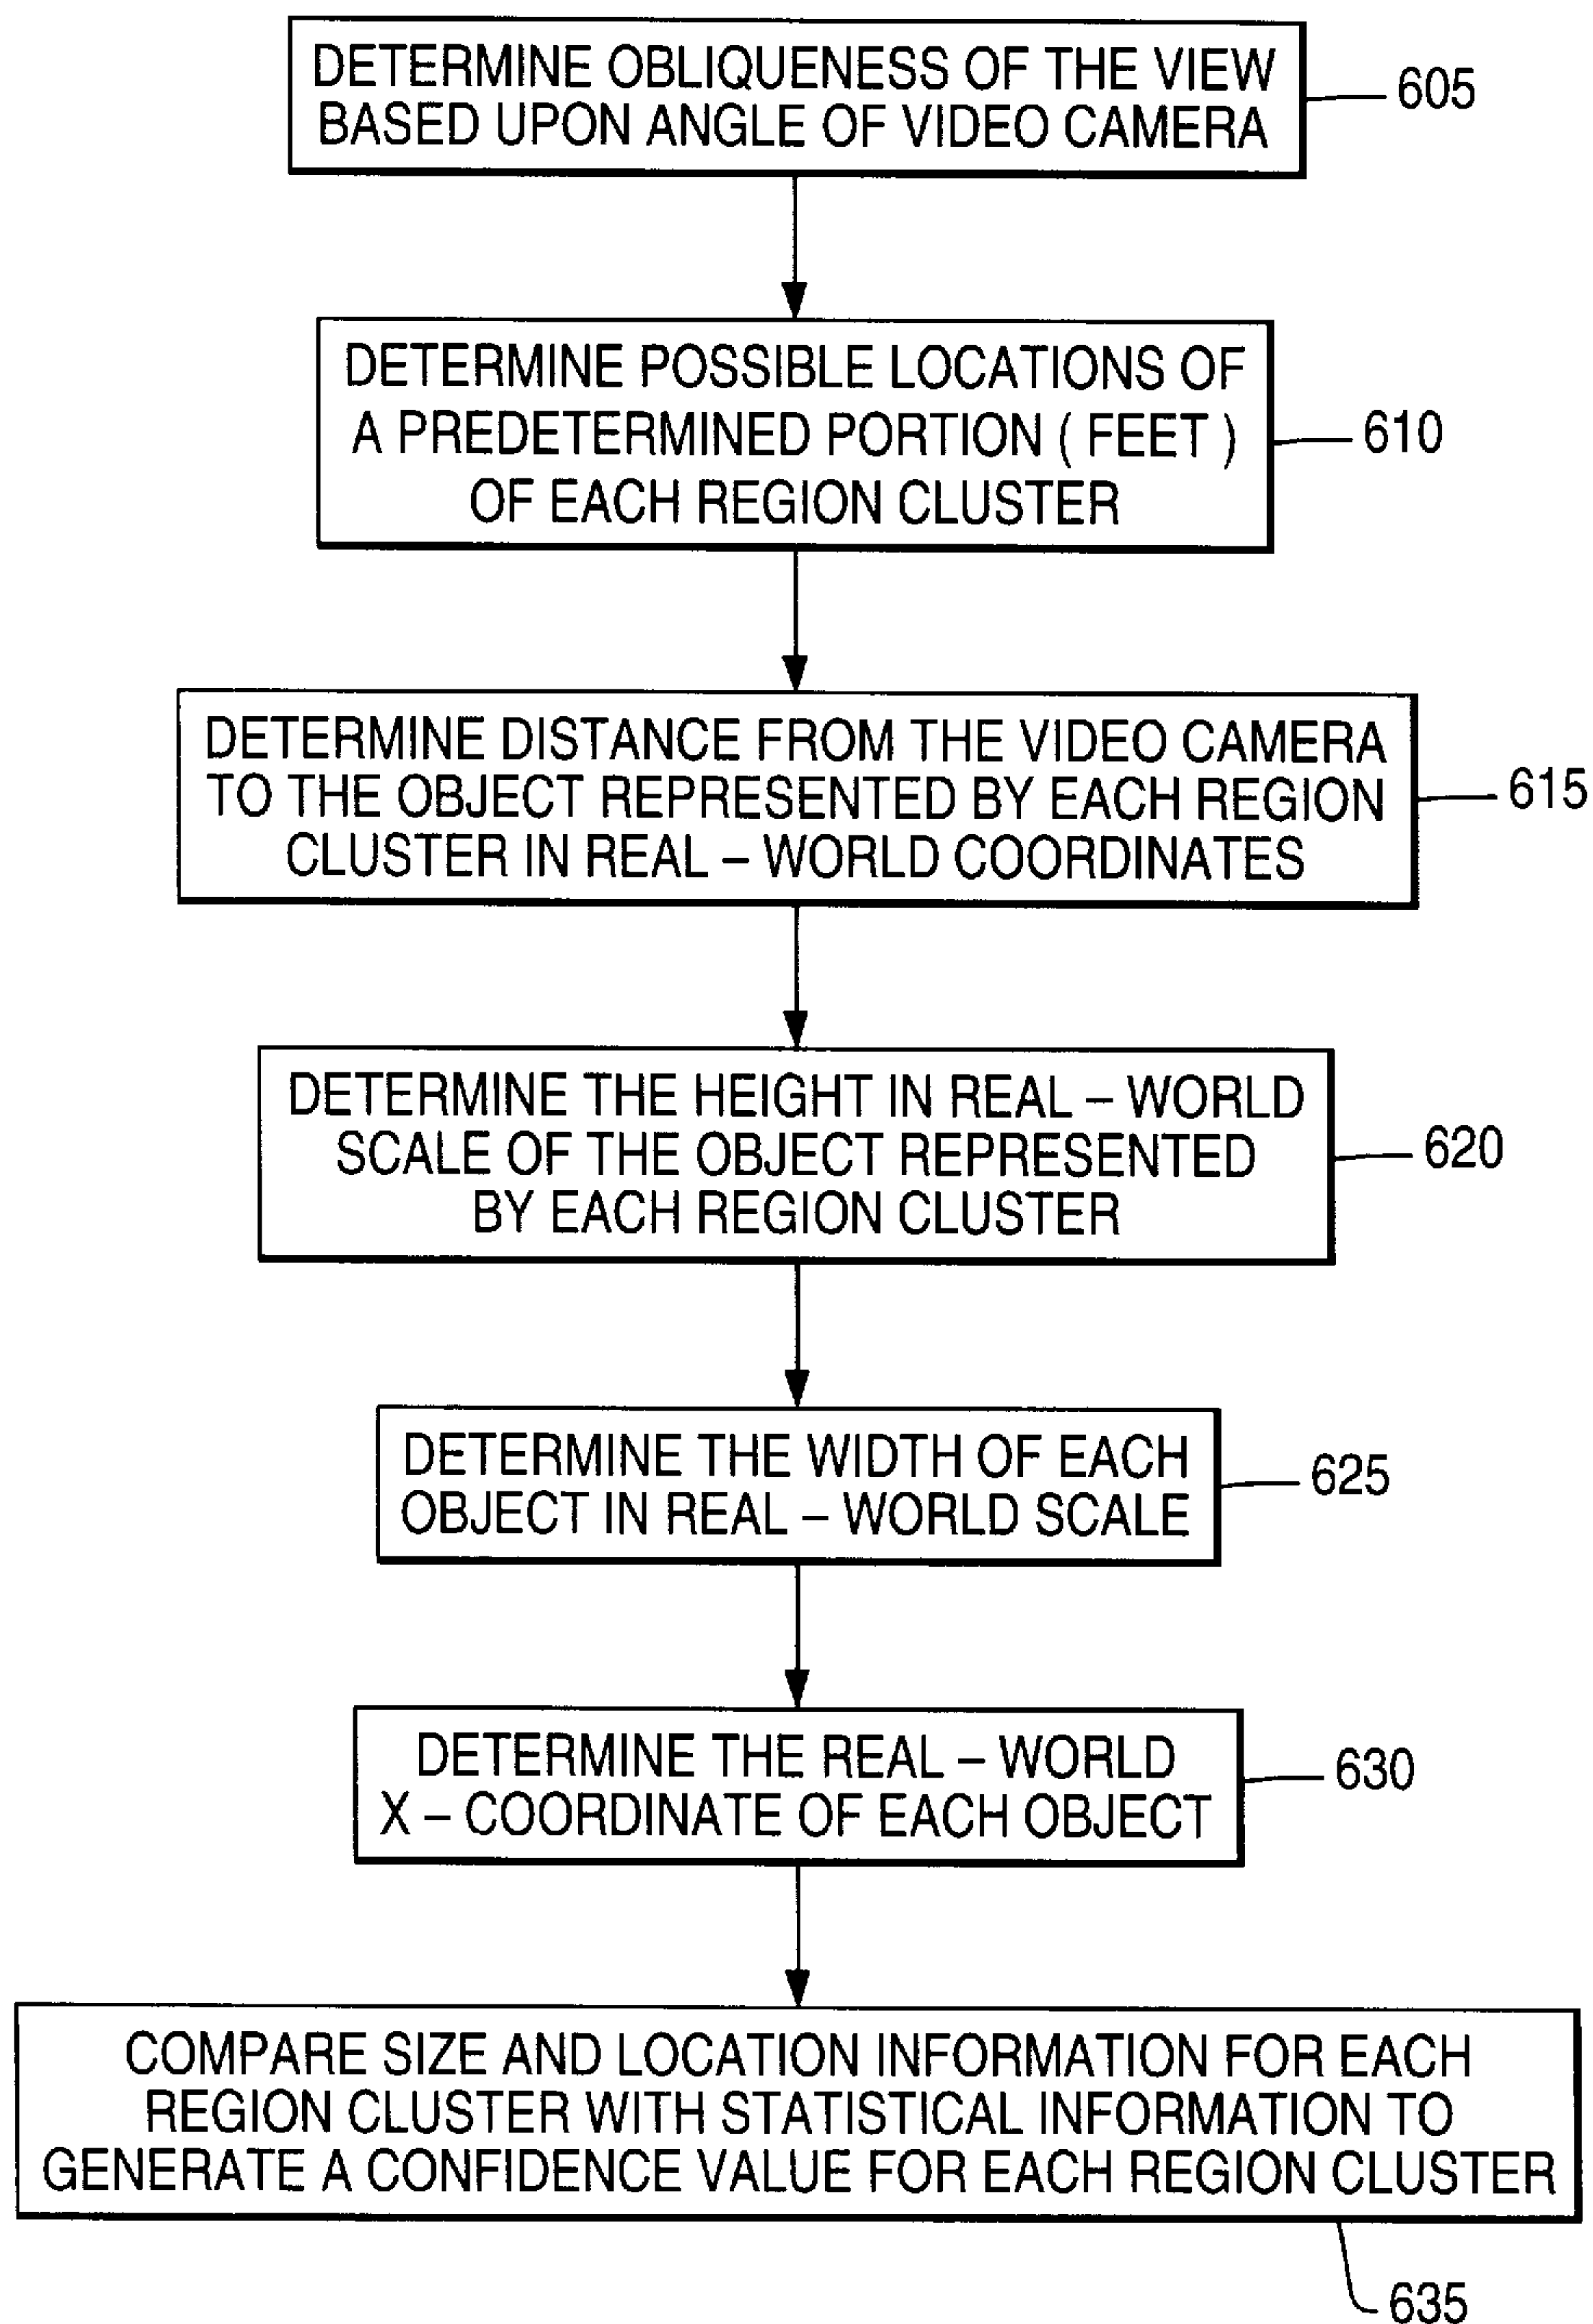 DETERMINE OBLIQUENESS OF THE VIEW
BASED UPON ANGLE OF VIDEO CAMERA
605
DETERMINE POSSIBLE LOCATIONS OF
A PREDETERMINED PORTION ( FEET )
OF EACH REGION CLUSTER
610
DETERMINE DISTANCE FROM THE VIDEO CAMERA
TO THE OBJECT REPRESENTED BY EACH REGION
CLUSTER IN REAL – WORLD COORDINATES
615
DETERMINE THE HEIGHT IN REAL – WORLD
SCALE OF THE OBJECT REPRESENTED
BY EACH REGION CLUSTER
620
DETERMINE THE WIDTH OF EACH
OBJECT IN REAL – WORLD SCALE
625
DETERMINE THE REAL – WORLD
X – COORDINATE OF EACH OBJECT
630
COMPARE SIZE AND LOCATION INFORMATION FOR EACH
REGION CLUSTER WITH STATISTICAL INFORMATION TO
GENERATE A CONFIDENCE VALUE FOR EACH REGION CLUSTER
635